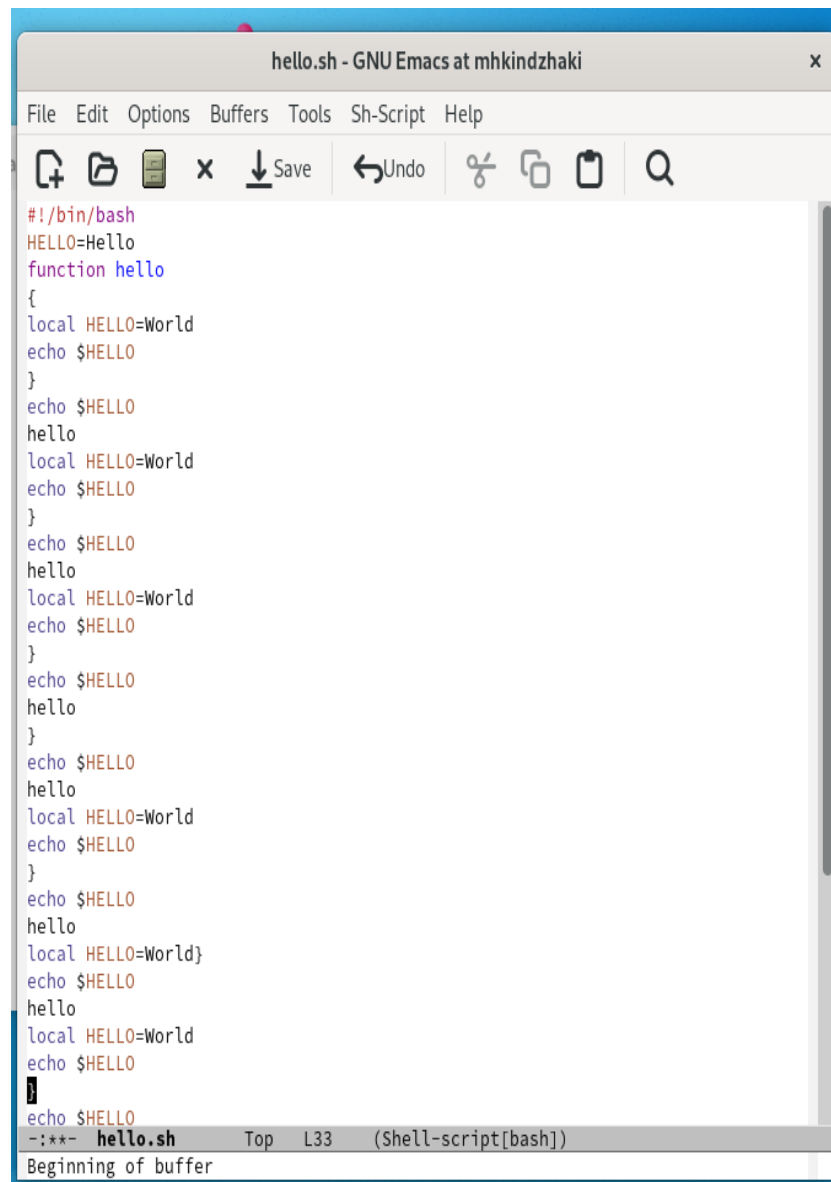 hello.sh - GNU Emacs at mhkindzhaki
File Edit Options Buffers Tools Sh-Script Help
Save Undo
#!/bin/bash
HELLO=Hello
function hello
{
local HELLO=World
echo $HELLO
}
echo $HELLO
hello
local HELLO=World
echo $HELLO
}
echo $HELLO
hello
local HELLO=World
echo $HELLO
}
echo $HELLO
hello
}
echo $HELLO
hello
local HELLO=World
echo $HELLO
}
echo $HELLO
hello
local HELLO=World}
echo $HELLO
hello
local HELLO=World
echo $HELLO
}
echo $HELLO
-:**- hello.sh Top L33 (Shell-script[bash])
Beginning of buffer